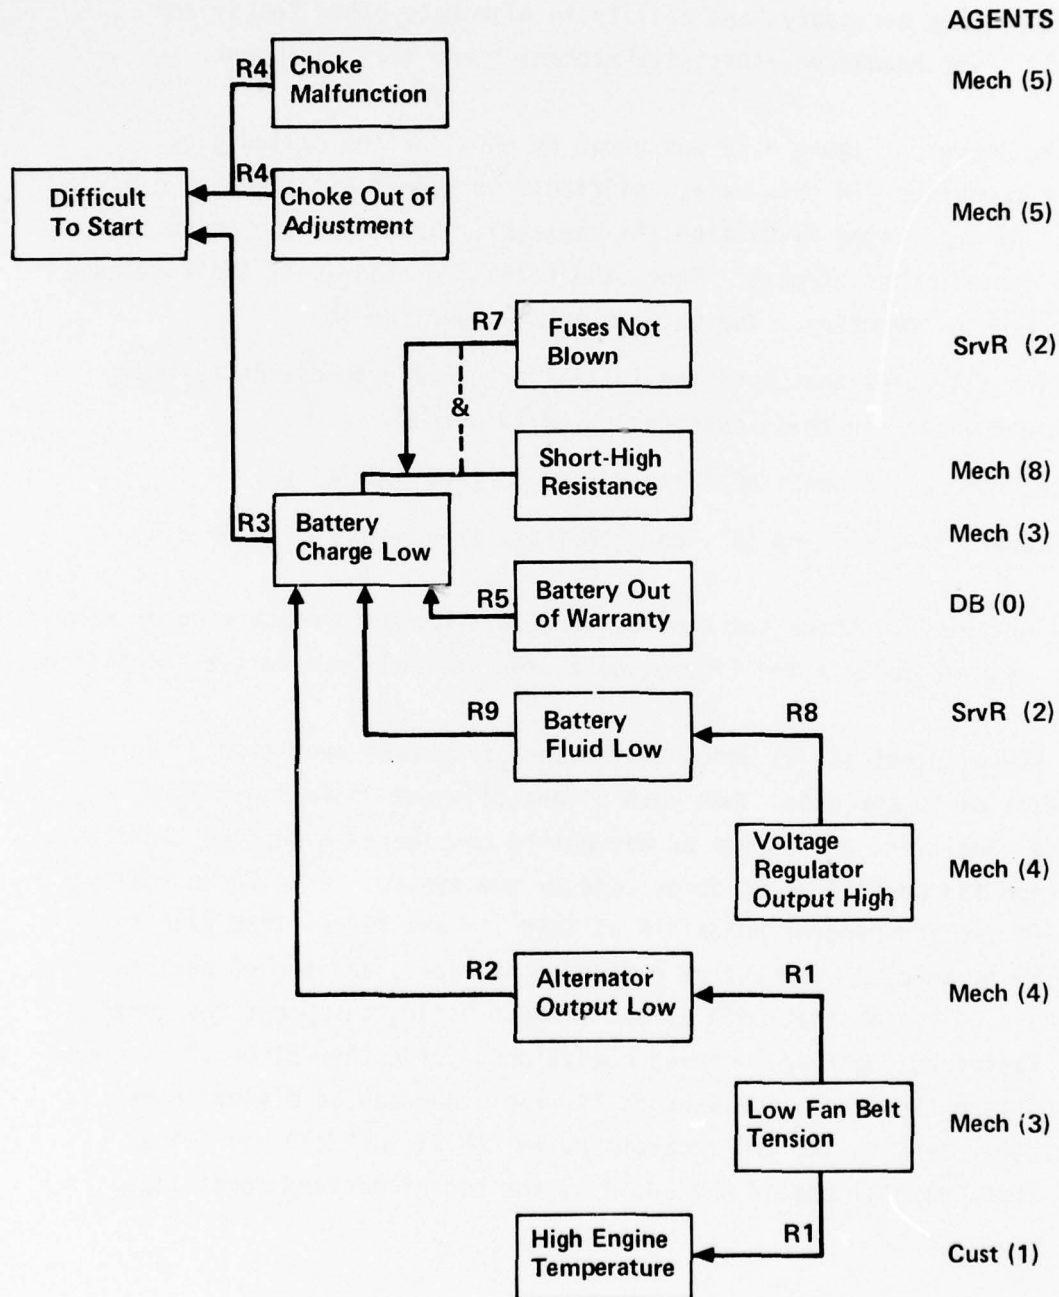 AGENTS
R4
Choke
Malfunction
Mech (5)
R4
Difficult
To Start
Choke Out of
Adjustment
Mech (5)
R7
Fuses Not
Blown
SrvR (2)
&
Short-High
Resistance
Mech (8)
R3
Battery
Charge Low
Mech (3)
R5
Battery Out
of Warranty
DB (0)
R9
Battery
Fluid Low
R8
SrvR (2)
Voltage
Regulator
Output High
Mech (4)
R2
Alternator
Output Low
R1
Mech (4)
Low Fan Belt
Tension
Mech (3)
High Engine
Temperature
R1
Cust (1)